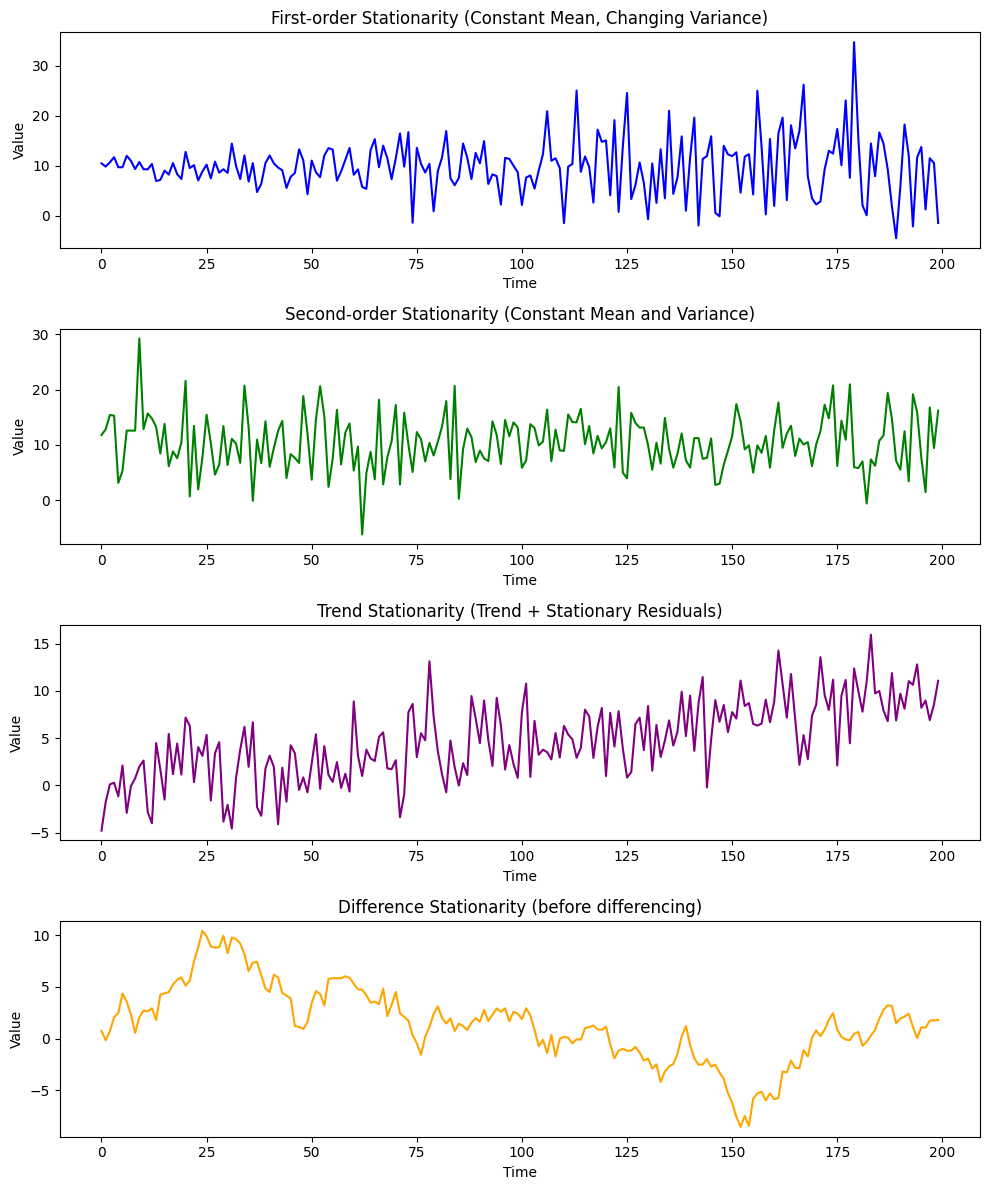 First-order Stationarity (Constant Mean, Changing Variance)
30
20
10
0
Value
0 25 50 75 100 125 150 175 200
Time
Second-order Stationarity (Constant Mean and Variance)
30
20
10
0
Value
0 25 50 75 100 125 150 175 200
Time
Trend Stationarity (Trend + Stationary Residuals)
15
10
5
0
−5
Value
0 25 50 75 100 125 150 175 200
Time
Difference Stationarity (before differencing)
10
5
0
−5
Value
0 25 50 75 100 125 150 175 200
Time